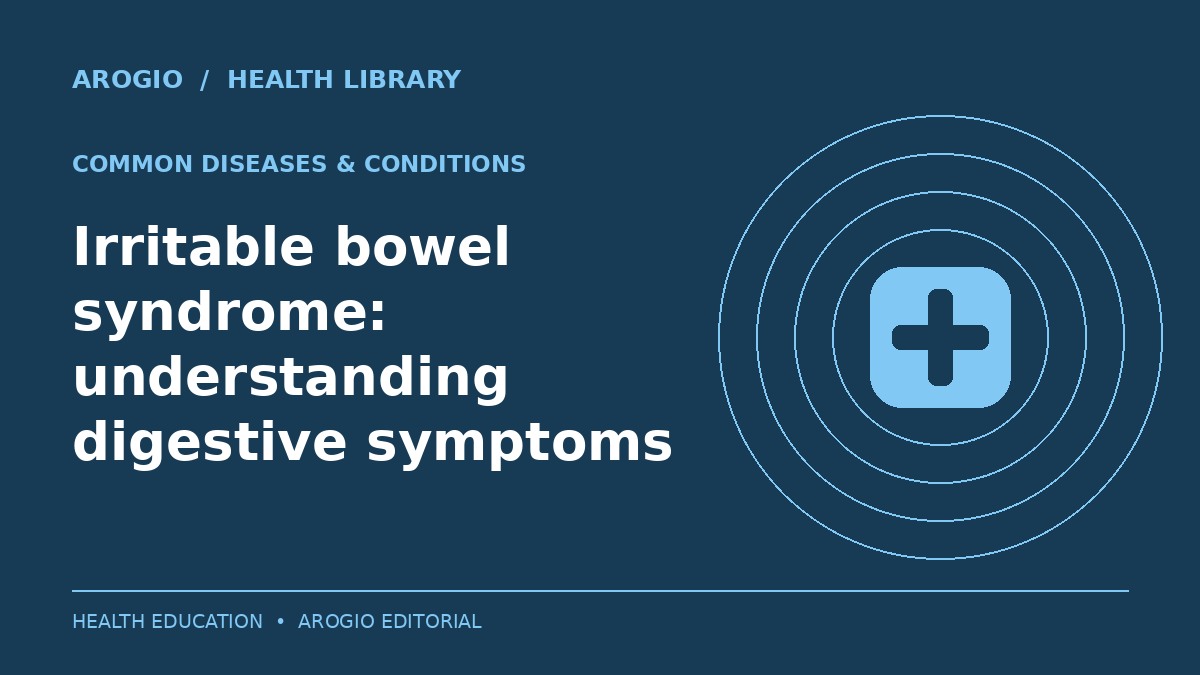 AROGIO / HEALTH LIBRARY
COMMON DISEASES & CONDITIONS
Irritable bowel
syndrome:
understanding
digestive symptoms
HEALTH EDUCATION • AROGIO EDITORIAL